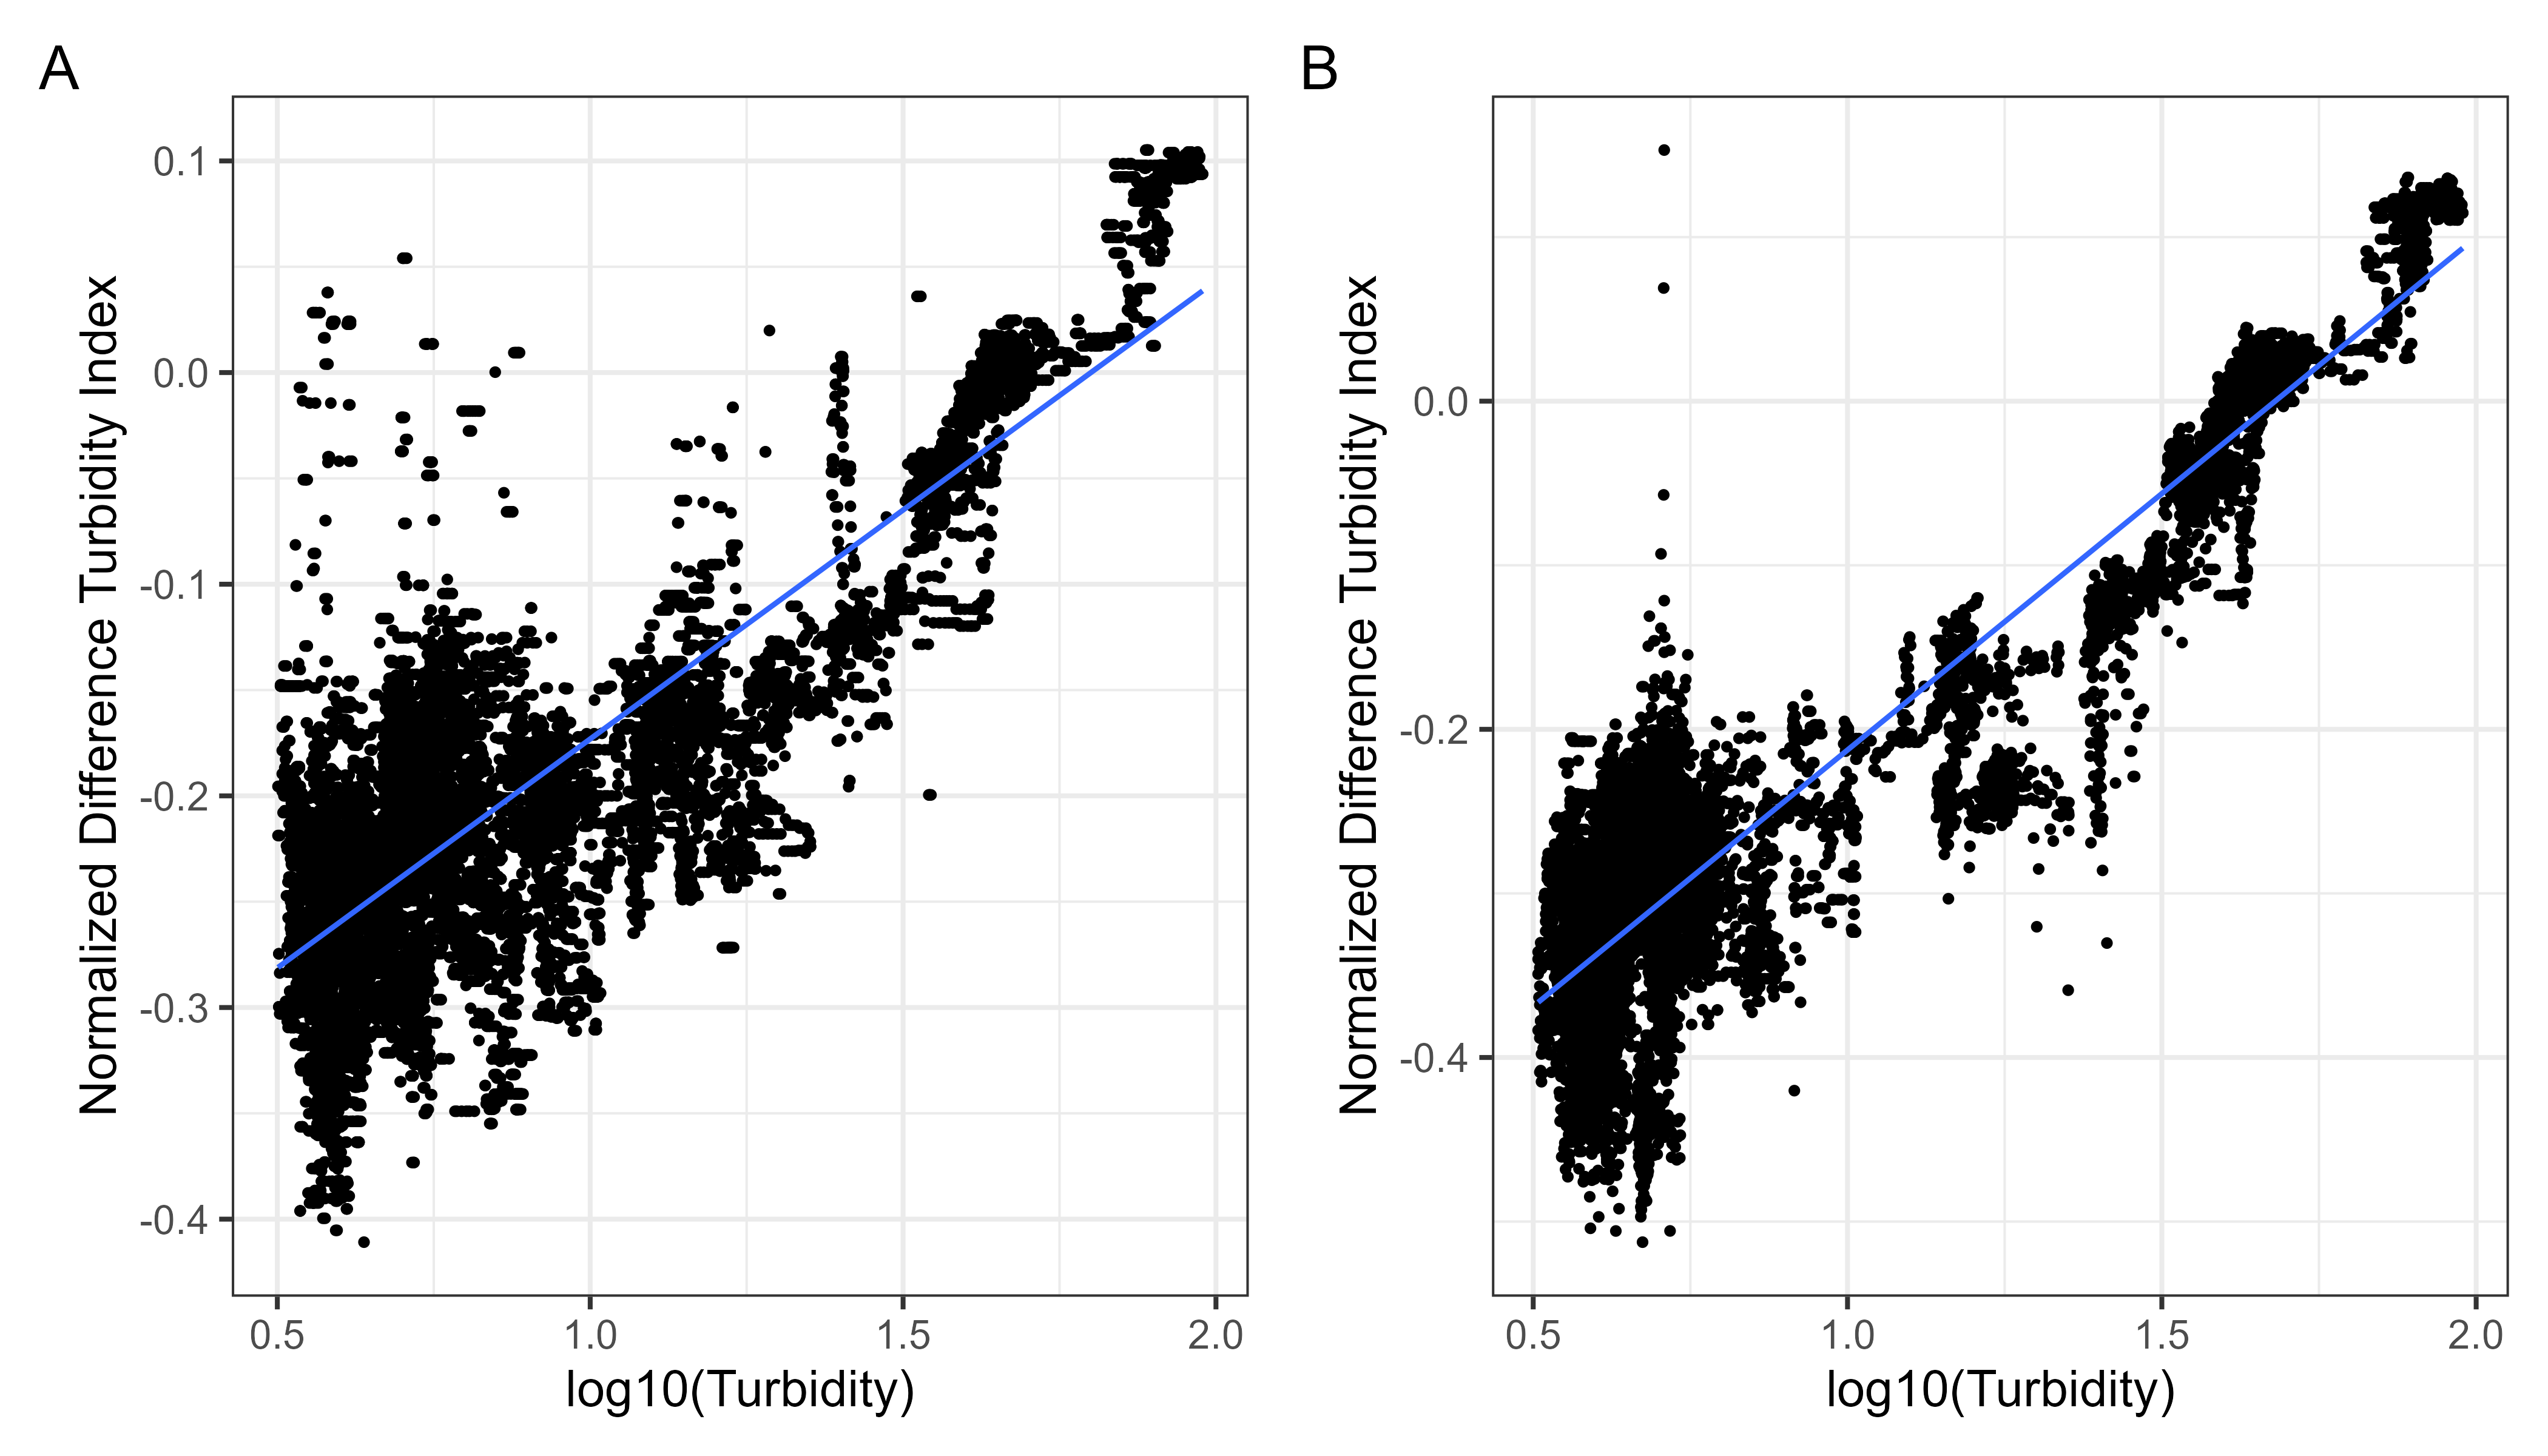 A
B
Normalized Difference Turbidity Index
0.1
0.0
-0.1
-0.2
-0.3
-0.4
0.5 1.0 1.5 2.0
log10(Turbidity)
Normalized Difference Turbidity Index
0.0
-0.2
-0.4
0.5 1.0 1.5 2.0
log10(Turbidity)